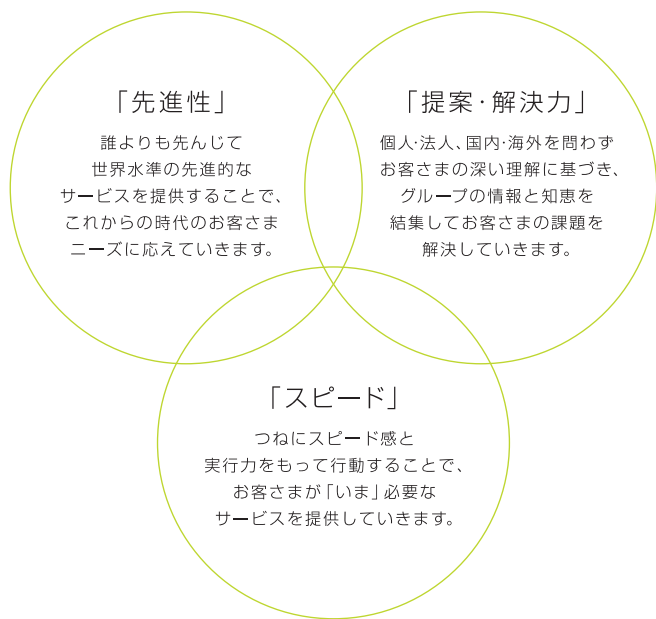 「先進性」
誰よりも先んじて
世界水準の先進的な
サービスを提供することで、
これからの時代のお客さま
ニーズに応えていきます。
「提案・解決力」
個人・法人、国内・海外を問わず
お客さまの深い理解に基づき、
グループの情報と知恵を
結集してお客さまの課題を
解決していきます。
「スピード」
つねにスピード感と
実行力をもって行動することで、
お客さまが「いま」必要な
サービスを提供していきます。